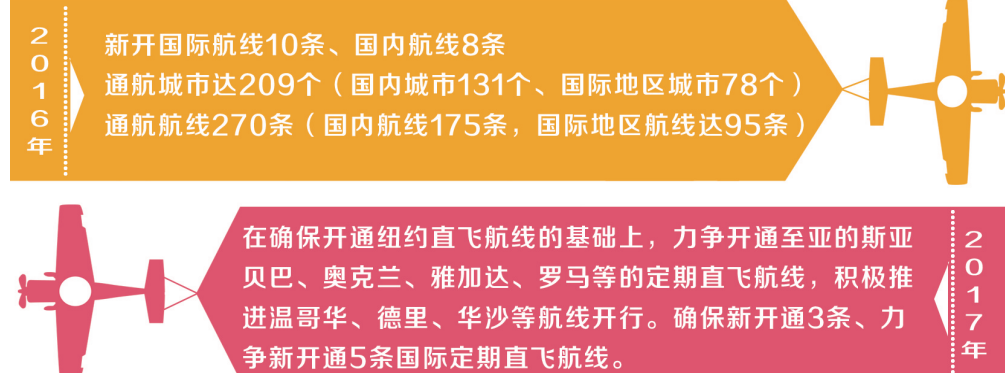 2016年
新开国际航线10条、国内航线8条
通航城市达209个（国内城市131个、国际地区城市78个）
通航航线270条（国内航线175条，国际地区航线达95条）
在确保开通纽约直飞航线的基础上，力争开通至亚的斯亚
贝巴、奥克兰、雅加达、罗马等的定期直飞航线，积极推
进温哥华、德里、华沙等航线开行。确保新开通3条、力
争新开通5条国际定期直飞航线。
2017年